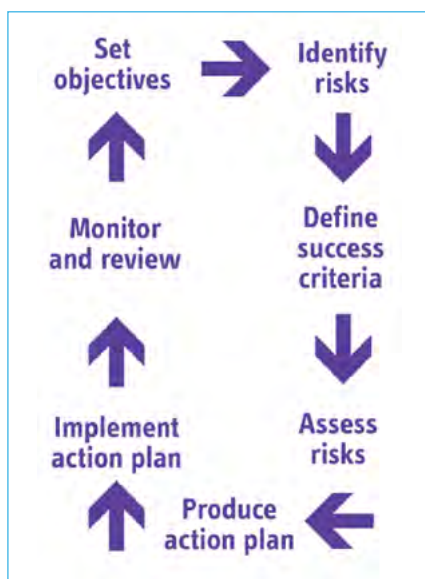 Set
objectives
Identify
risks
Define
success
criteria
Assess
risks
Produce
action plan
Implement
action plan
Monitor
and review